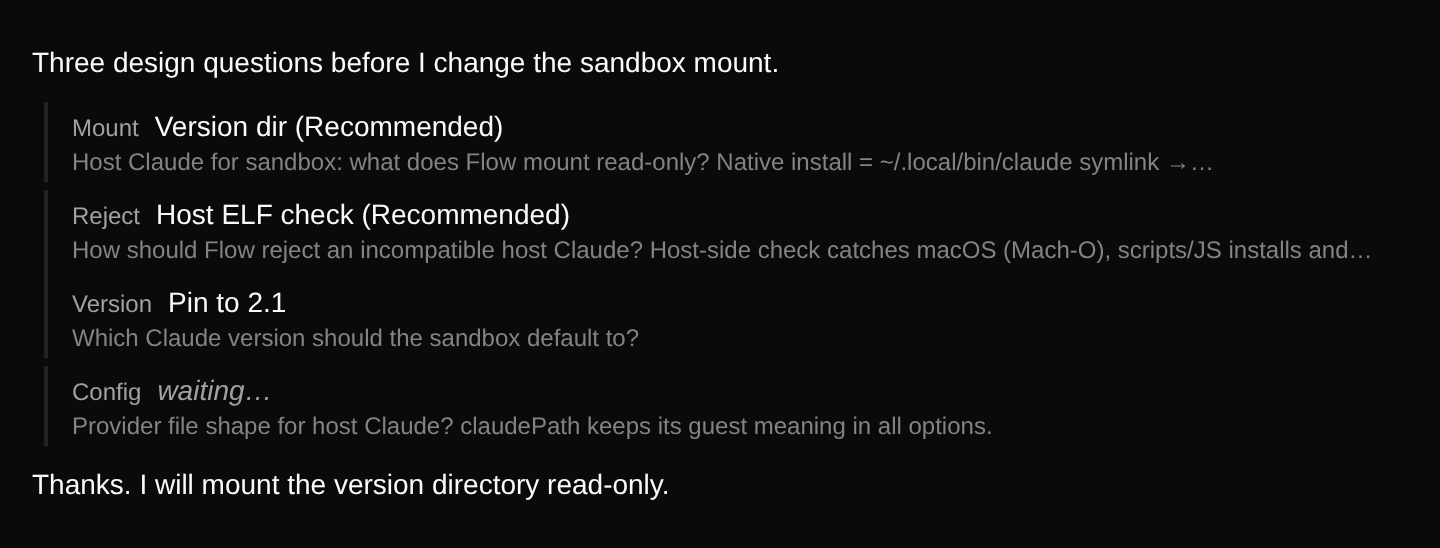 Three design questions before I change the sandbox mount.
Mount Version dir (Recommended)
Host Claude for sandbox: what does Flow mount read-only? Native install = ~/.local/bin/claude symlink →…
Reject Host ELF check (Recommended)
How should Flow reject an incompatible host Claude? Host-side check catches macOS (Mach-O), scripts/JS installs and…
Version Pin to 2.1
Which Claude version should the sandbox default to?
Config waiting…
Provider file shape for host Claude? claudePath keeps its guest meaning in all options.
Thanks. I will mount the version directory read-only.